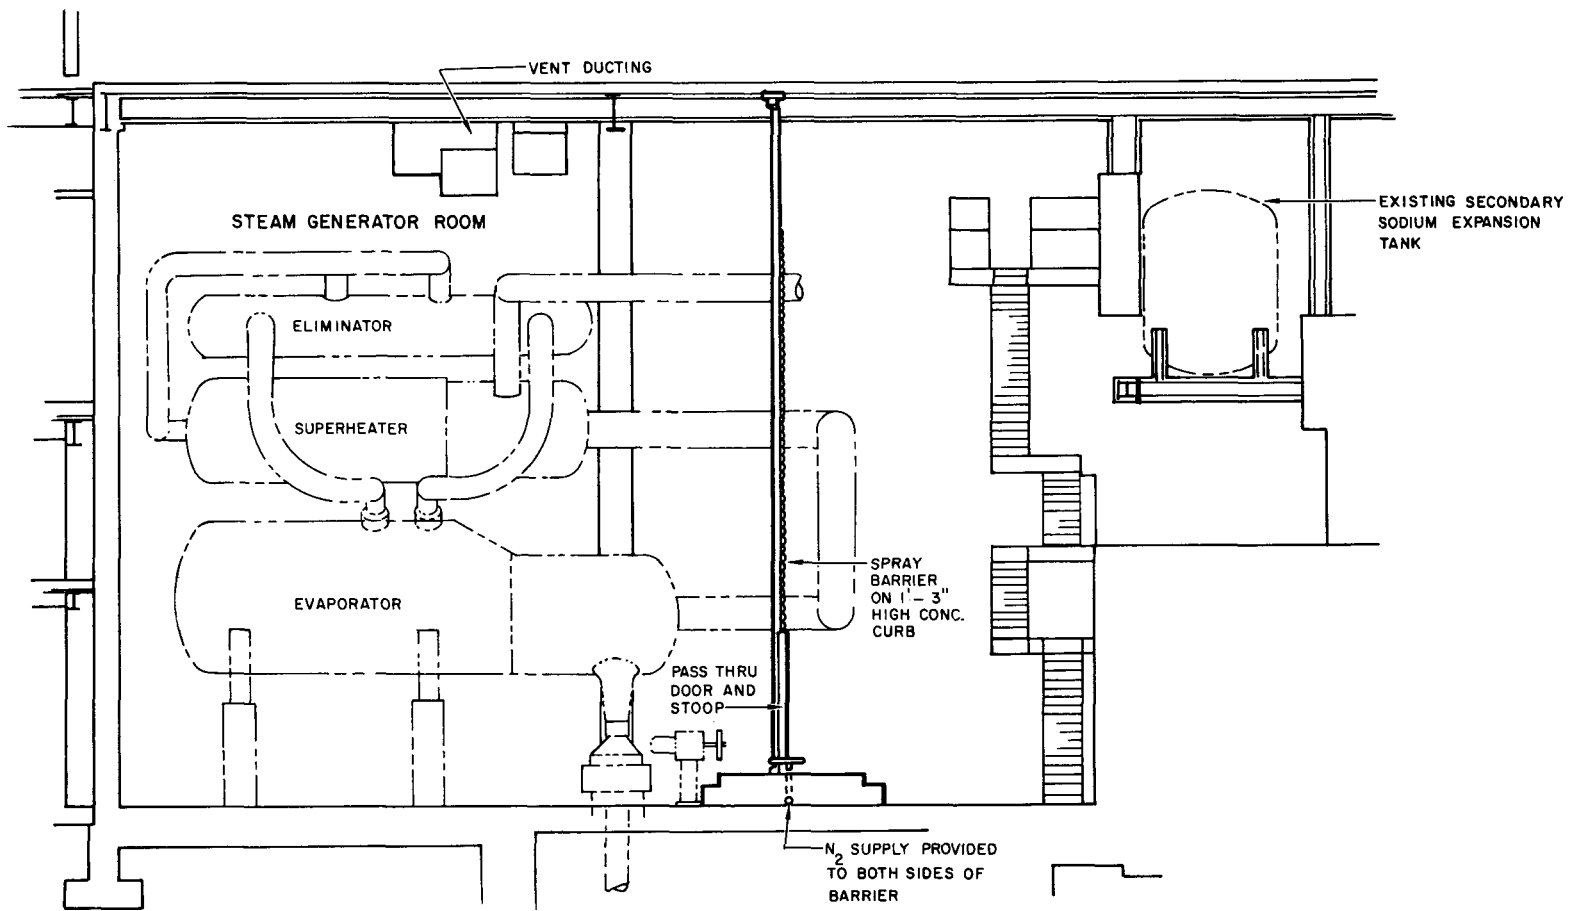 VENT DUCTING
STEAM GENERATOR ROOM
EXISTING SECONDARY
SODIUM EXPANSION
TANK
ELIMINATOR
SUPERHEATER
EVAPORATOR
SPRAY
BARRIER
ON 1'-3"
HIGH CONC.
CURB
PASS THRU
DOOR AND
STOOP
N2 SUPPLY PROVIDED
TO BOTH SIDES OF
BARRIER